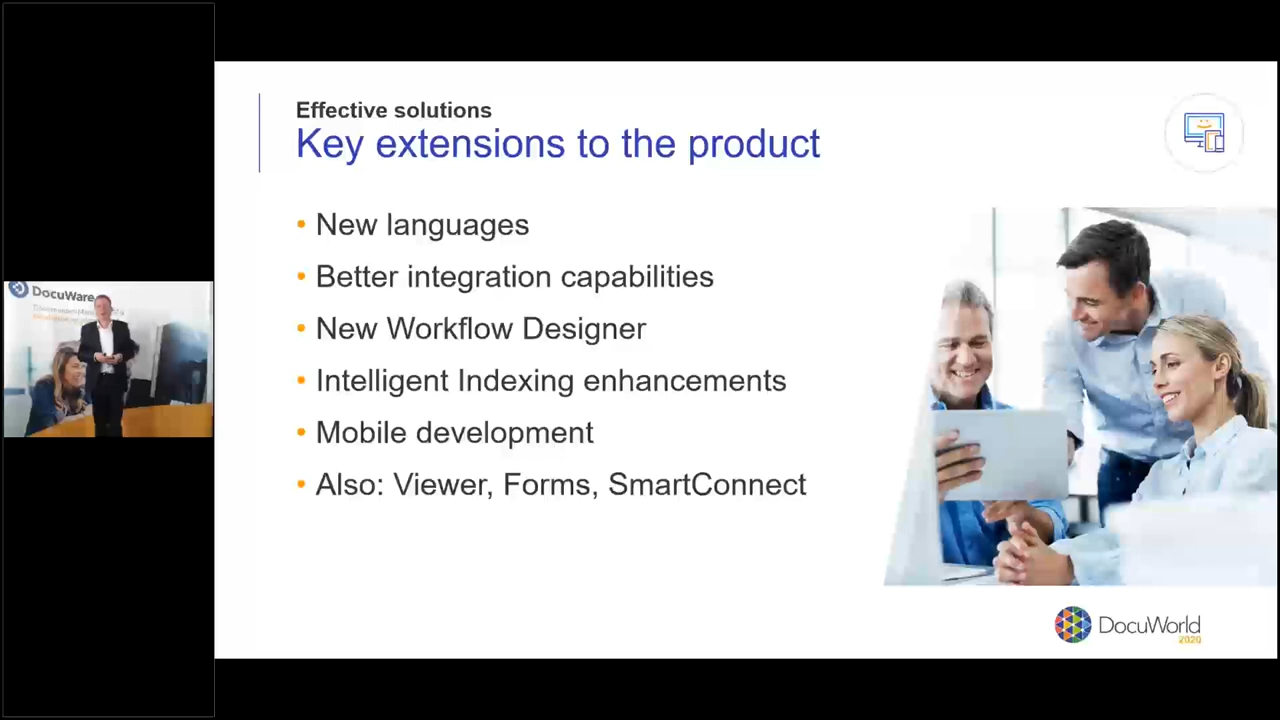 Effective solutions
Key extensions to the product
• New languages
• Better integration capabilities
• New Workflow Designer
• Intelligent Indexing enhancements
• Mobile development
• Also: Viewer, Forms, SmartConnect
DocuWare
DocuWorld
2020